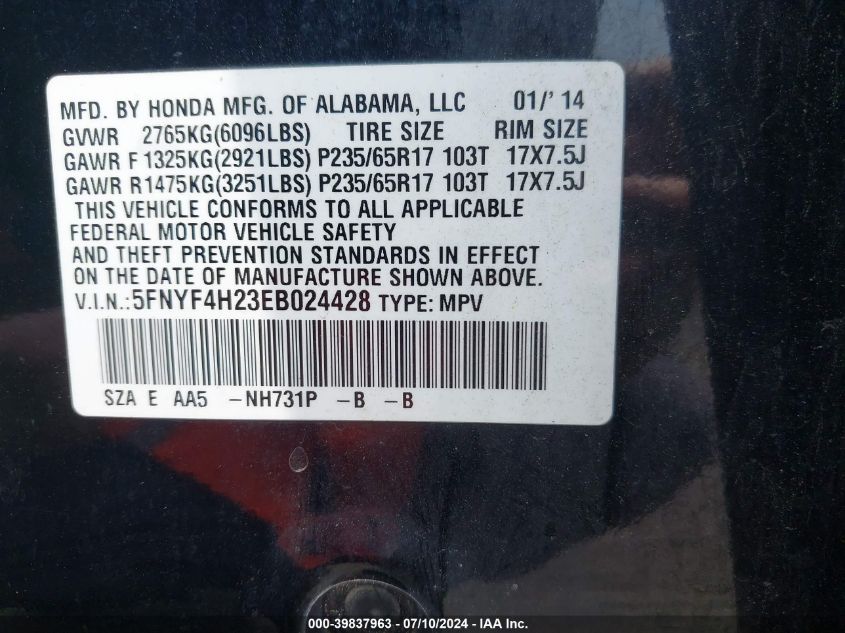 MFD. BY HONDA MFG. OF ALABAMA, LLC 01/' 14
GVWR 2765KG(6096LBS) TIRE SIZE RIM SIZE
GAWR F 1325KG(2921LBS) P235/65R17 103T 17X7.5J
GAWR R1475KG(3251LBS) P235/65R17 103T 17X7.5J
THIS VEHICLE CONFORMS TO ALL APPLICABLE
FEDERAL MOTOR VEHICLE SAFETY
AND THEFT PREVENTION STANDARDS IN EFFECT
ON THE DATE OF MANUFACTURE SHOWN ABOVE.
V.I.N.:5FNYF4H23EB024428 TYPE: MPV
SZA E AA5 -NH731P -B -B
000-39837963 - 07/10/2024 - IAA Inc.